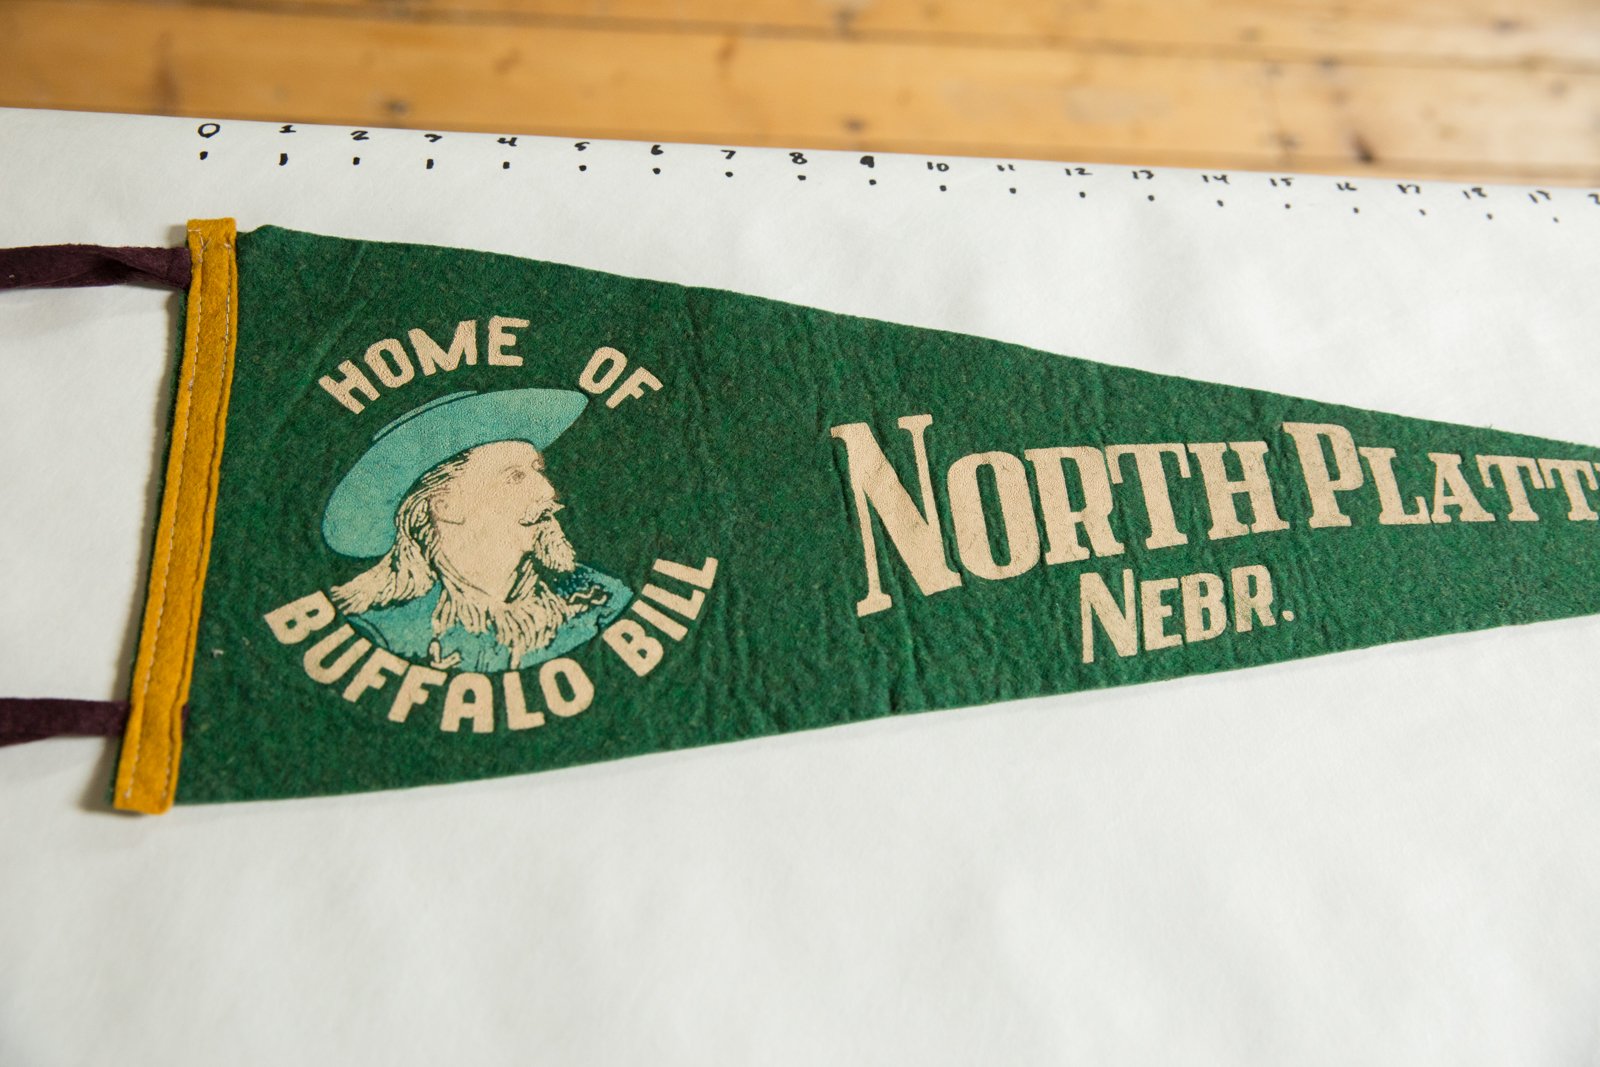 0 1 2 3 4 5 6 7 8 9 10 11 12 13 14 15 16 17 18 19
HOME OF
BUFFALO BILL
NORTH PLATT
NEBR.